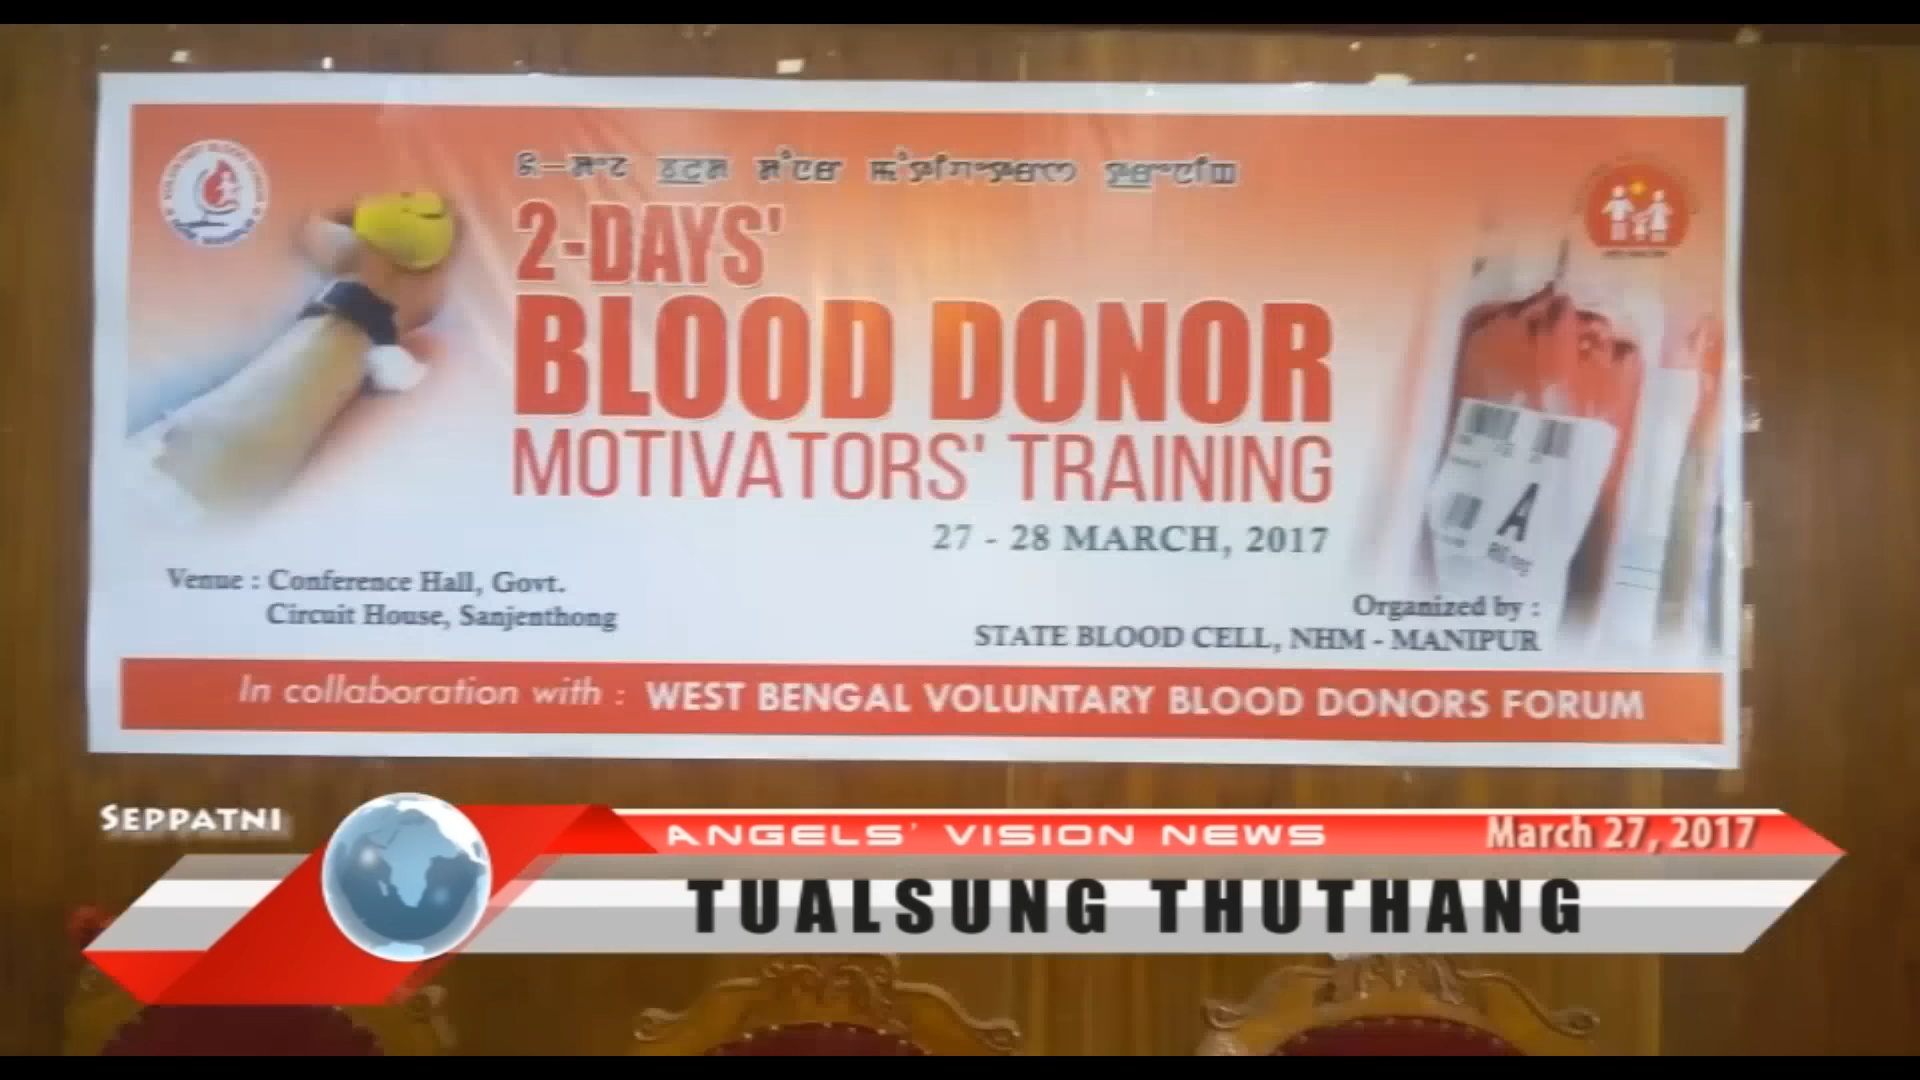 2-DAYS'
BLOOD DONOR
MOTIVATORS' TRAINING
27 - 28 MARCH, 2017
Venue : Conference Hall, Govt.
Circuit House, Sanjenthong
Organized by :
STATE BLOOD CELL, NHM - MANIPUR
In collaboration with : WEST BENGAL VOLUNTARY BLOOD DONORS FORUM
A
SEPPATNI
ANGELS' VISION NEWS
March 27, 2017
TUALSUNG THUTHANG